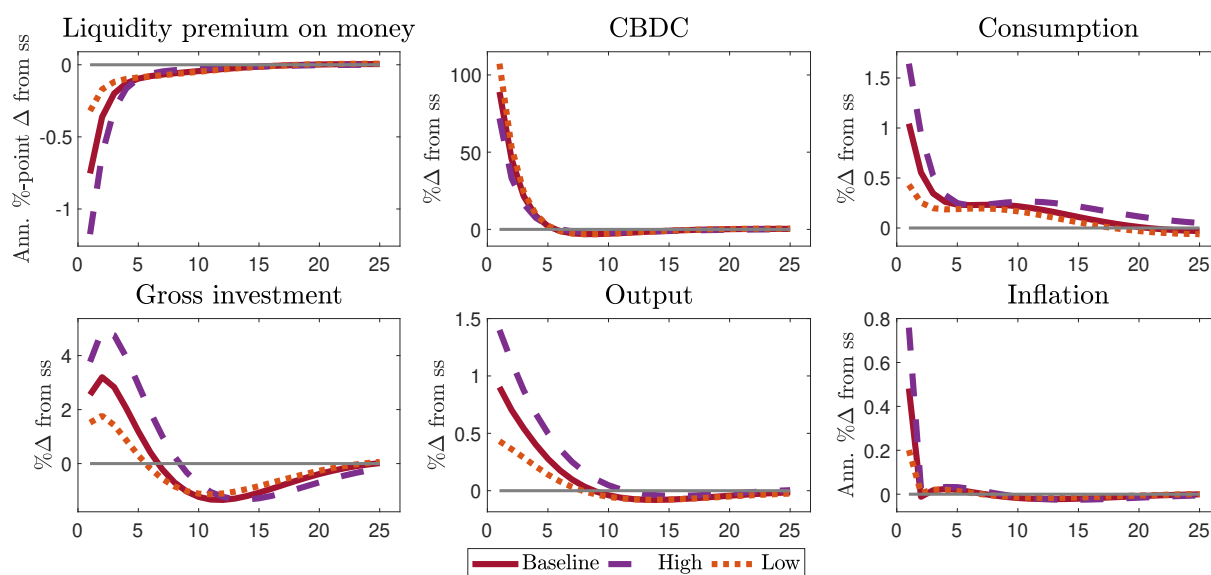 Liquidity premium on money
CBDC
Consumption
Ann. %-point Δ from ss
0
-0.5
-1
0 5 10 15 20 25
%Δ from ss
100
50
0
0 5 10 15 20 25
%Δ from ss
1.5
1
0.5
0
0 5 10 15 20 25
Gross investment
Output
Inflation
%Δ from ss
4
2
0
0 5 10 15 20 25
%Δ from ss
1.5
1
0.5
0
0 5 10 15 20 25
Ann. %Δ from ss
0.8
0.6
0.4
0.2
0
0 5 10 15 20 25
Baseline High Low